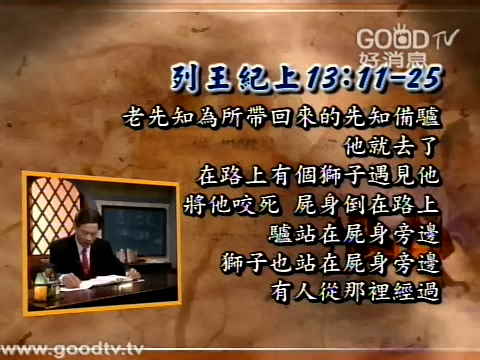 GOOD TV
好消息
列王紀上13:11-25
老先知為所帶回來的先知備驢
他就去了
在路上有個獅子遇見他
將他咬死 屍身倒在路上
驢站在屍身旁邊
獅子也站在屍身旁邊
有人從那裡經過
www.goodtv.tv